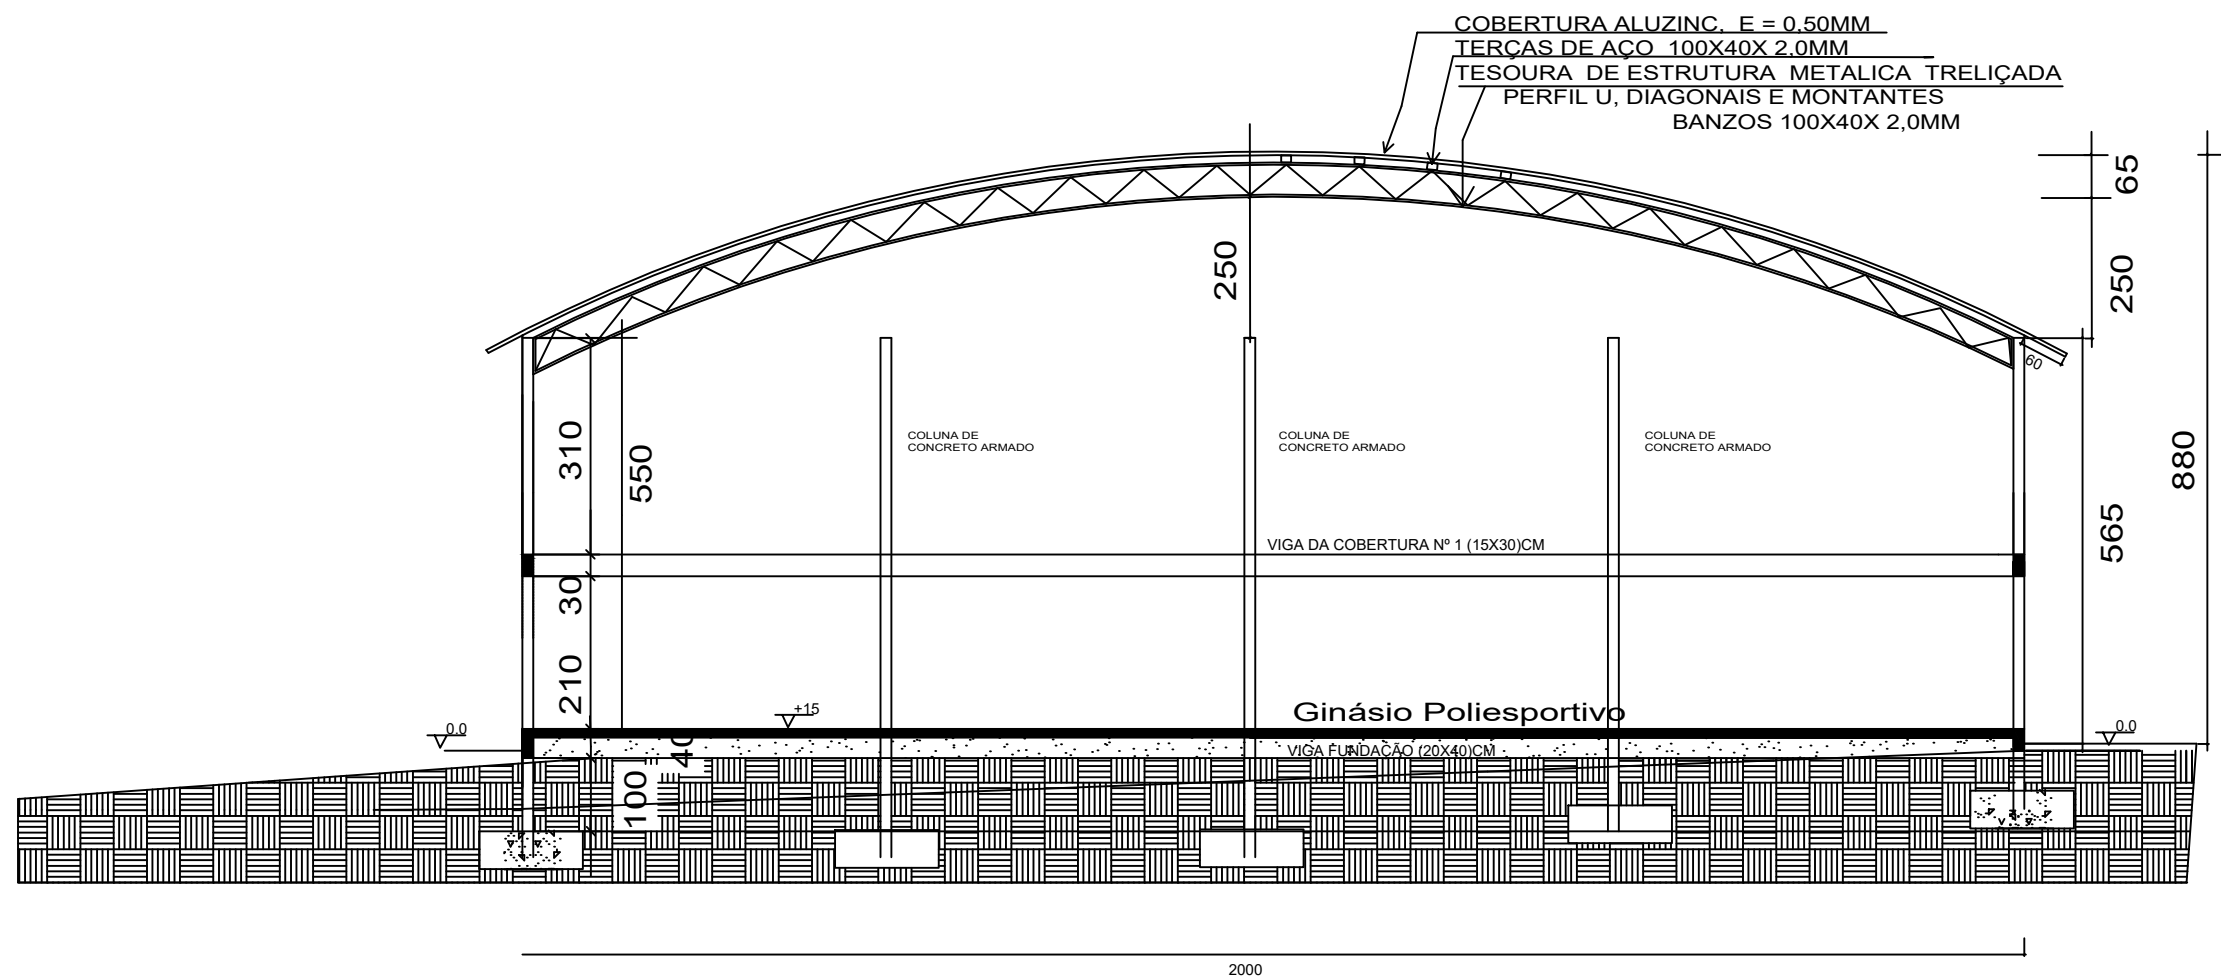 COBERTURA ALUZINC, E = 0,50MM
TERÇAS DE AÇO 100X40X 2,0MM
TESOURA DE ESTRUTURA METALICA TRELIÇADA
PERFIL U, DIAGONAIS E MONTANTES
BANZOS 100X40X 2,0MM
65
250
250
60
310
550
COLUNA DE
CONCRETO ARMADO
COLUNA DE
CONCRETO ARMADO
COLUNA DE
CONCRETO ARMADO
880
565
VIGA DA COBERTURA Nº 1 (15X30)CM
30
210
+15
Ginásio Poliesportivo
0.0
0.0
40
VIGA FUNDAÇÃO (20X40)CM
100
2000